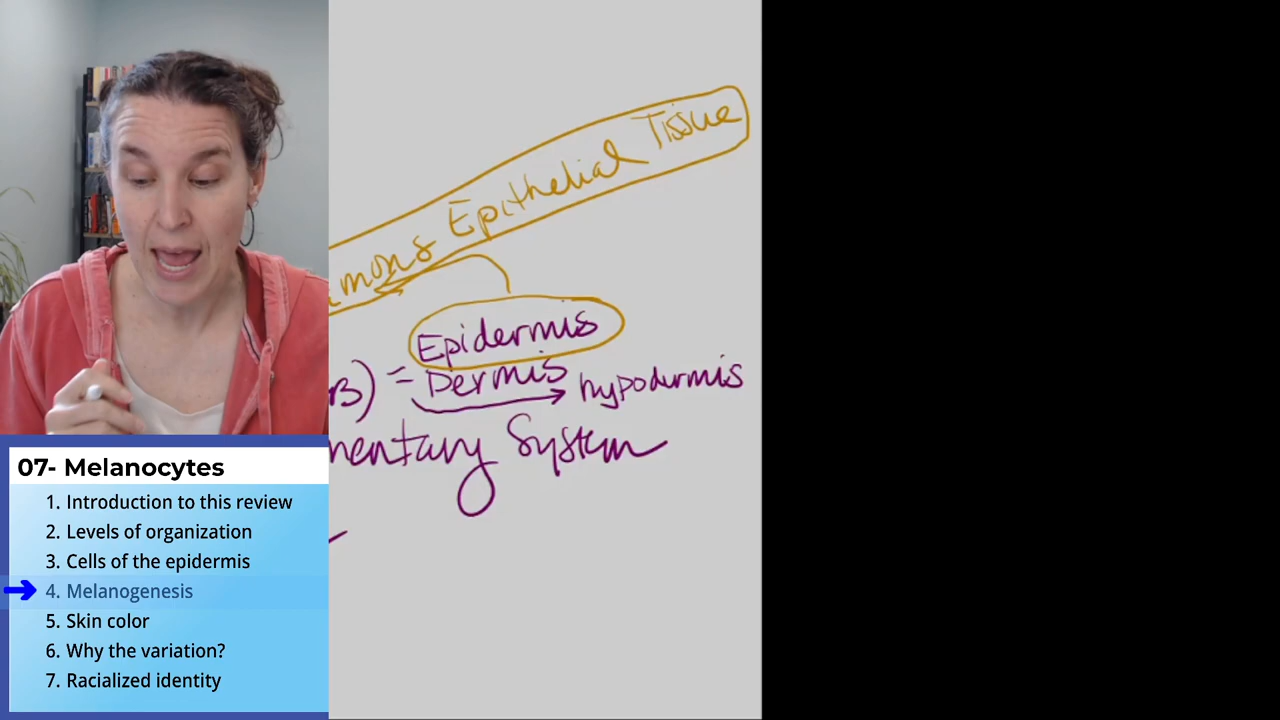 Tissue
Epithelial
Epidermis
= Dermis
hypodermis
System
07- Melanocytes
1. Introduction to this review
2. Levels of organization
3. Cells of the epidermis
4. Melanogenesis
5. Skin color
6. Why the variation?
7. Racialized identity